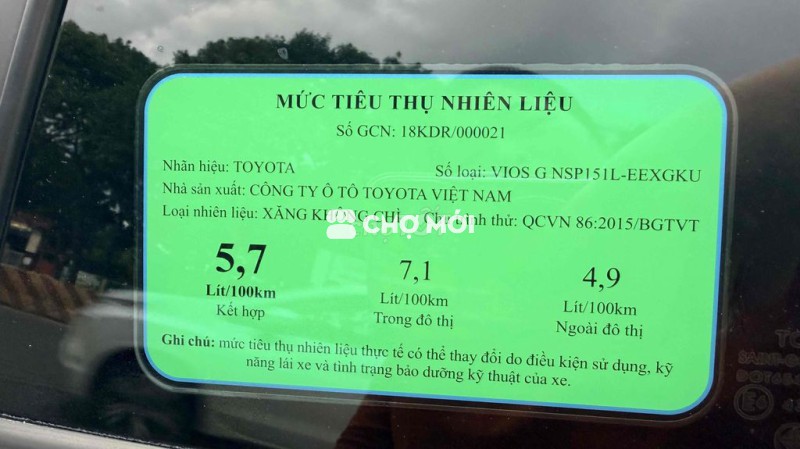 MỨC TIÊU THỤ NHIÊN LIỆU
Số GCN: 18KDR/000021
Nhãn hiệu: TOYOTA Số loại: VIOS G NSP151L-EEXGKU
Nhà sản xuất: CÔNG TY Ô TÔ TOYOTA VIỆT NAM
Loại nhiên liệu: XĂNG KHÔNG CHÌ thử: QCVN 86:2015/BGTVT
CHỢ MỚI
5,7 7,1 4,9
Lít/100km Lít/100km Lít/100km
Kết hợp Trong đô thị Ngoài đô thị
Ghi chú: mức tiêu thụ nhiên liệu thực tế có thể thay đổi do điều kiện sử dụng, kỹ
năng lái xe và tình trạng bảo dưỡng kỹ thuật của xe.